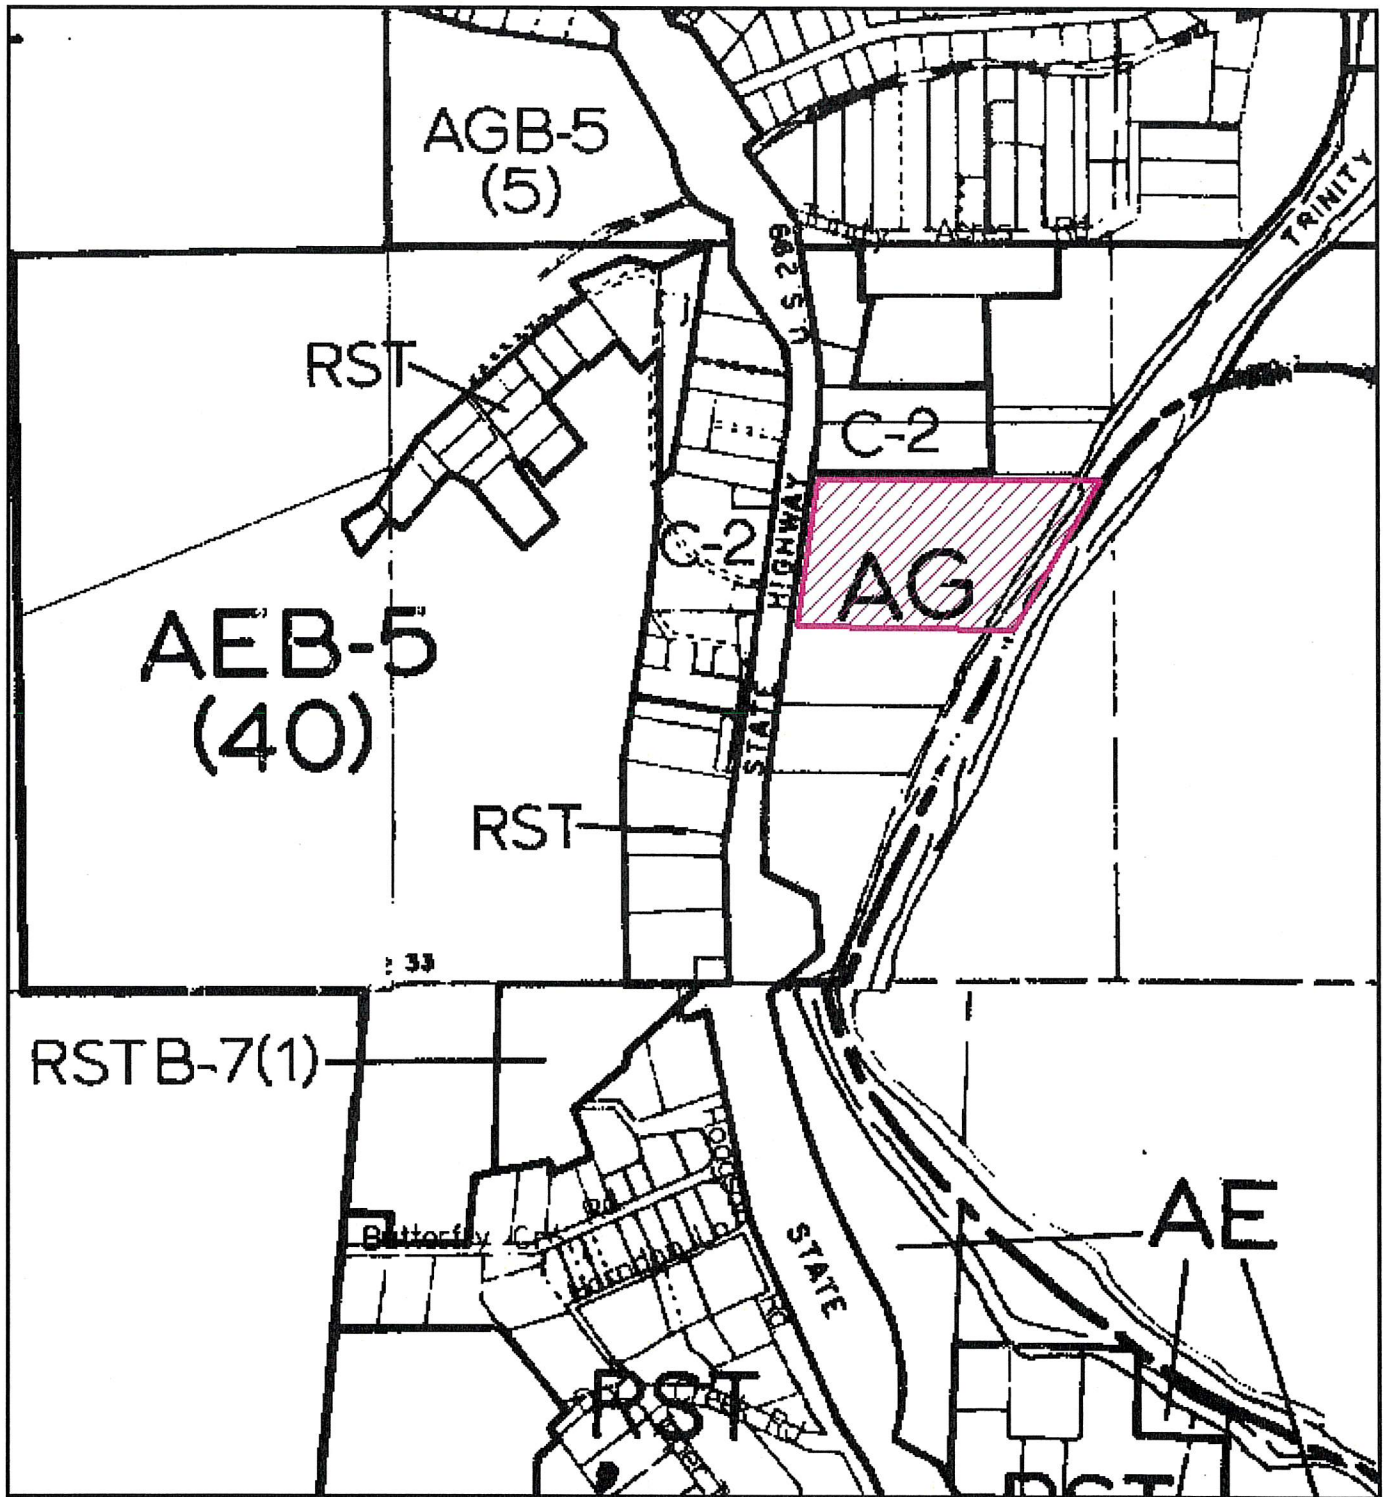 AGB-5
(5)
TRINITY
U.S. 299
RST
C-2
C-2
STATE HIGHWAY
AG
AEB-5
(40)
RST
33
RSTB-7(1)
AE
STATE
RST
RST